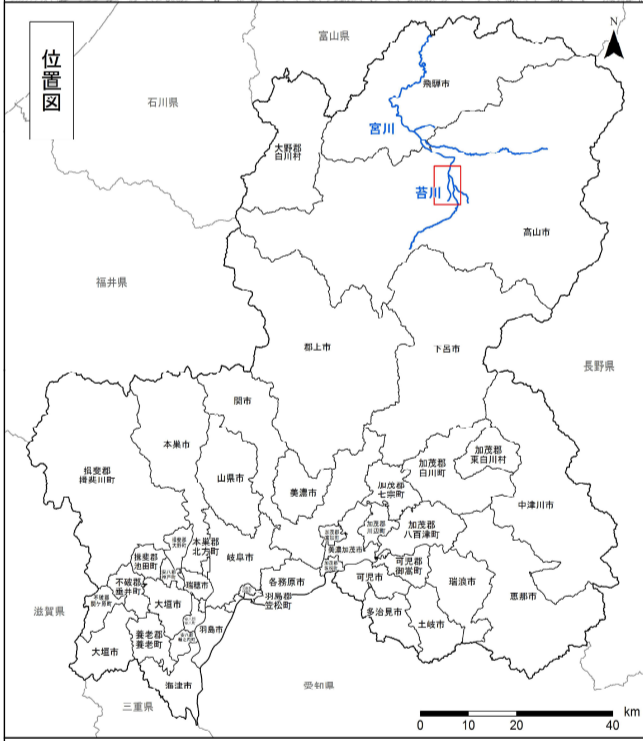 位置図
N
富山県
石川県
飛騨市
宮川
大野郡
白川村
苔川
高山市
福井県
郡上市
下呂市
長野県
関市
本巣市
揖斐郡
揖斐川町
山県市
美濃市
加茂郡
東白川村
加茂郡
白川町
加茂郡
七宗町
中津川市
加茂郡
川辺町
加茂郡
八百津町
本巣郡
北方町
岐阜市
美濃加茂市
揖斐郡
池田町
可児郡
御嵩町
各務原市
可児市
瑞浪市
恵那市
不破郡
垂井町
瑞穂市
羽島郡
笠松町
滋賀県
大垣市
多治見市
土岐市
羽島市
養老郡
養老町
大垣市
海津市
愛知県
三重県
km
0 10 20 40